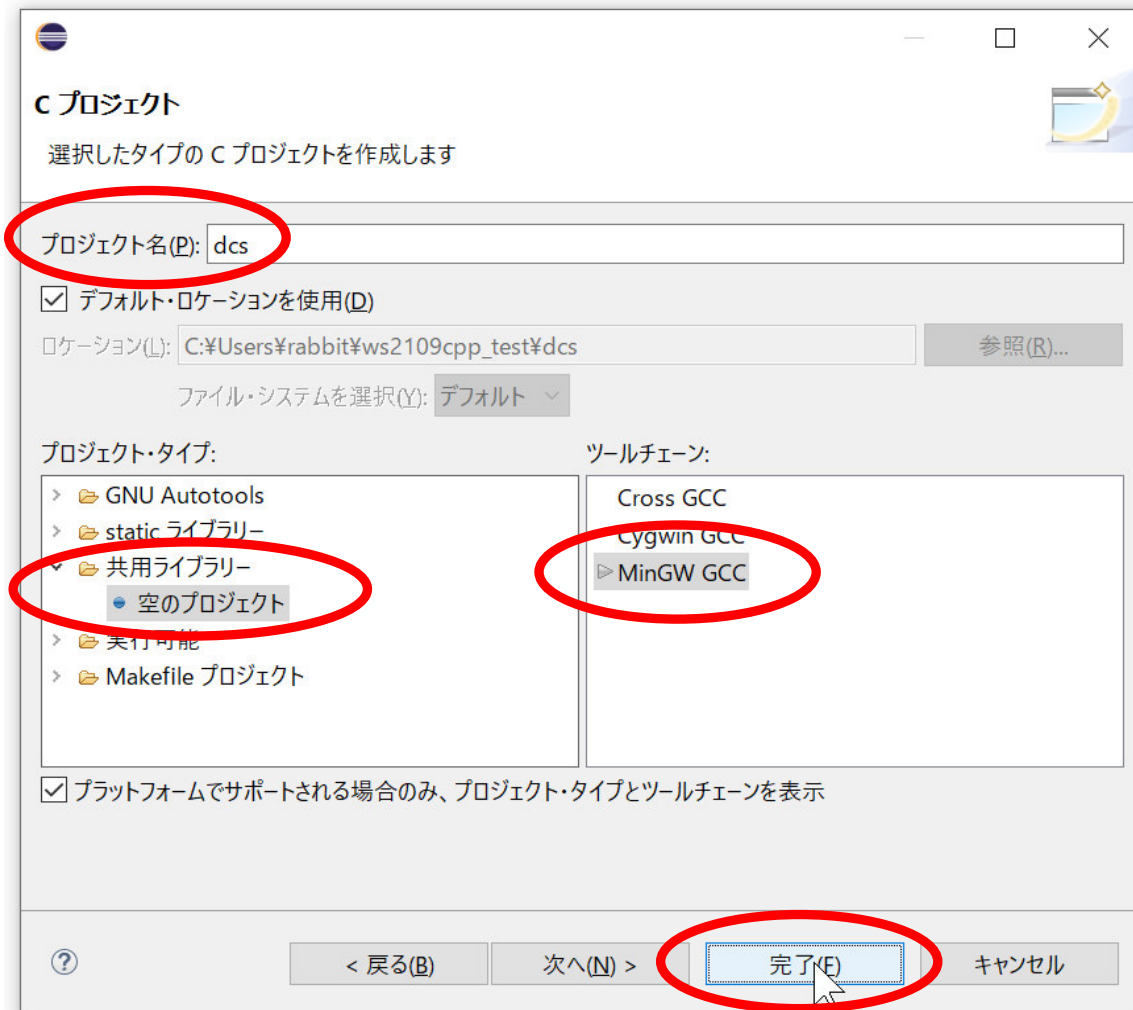 C プロジェクト
選択したタイプの C プロジェクトを作成します
プロジェクト名(P): dcs
デフォルト・ロケーションを使用(D)
ロケーション(L): C:¥Users¥rabbit¥ws2109cpp_test¥dcs 参照(R)...
ファイル・システムを選択(Y): デフォルト
プロジェクト・タイプ:
GNU Autotools
static ライブラリー
共用ライブラリー
空のプロジェクト
実行可能
Makefile プロジェクト
ツールチェーン:
Cross GCC
Cygwin GCC
MinGW GCC
プラットフォームでサポートされる場合のみ、プロジェクト・タイプとツールチェーンを表示
< 戻る(B) 次へ(N) > 完了(F) キャンセル